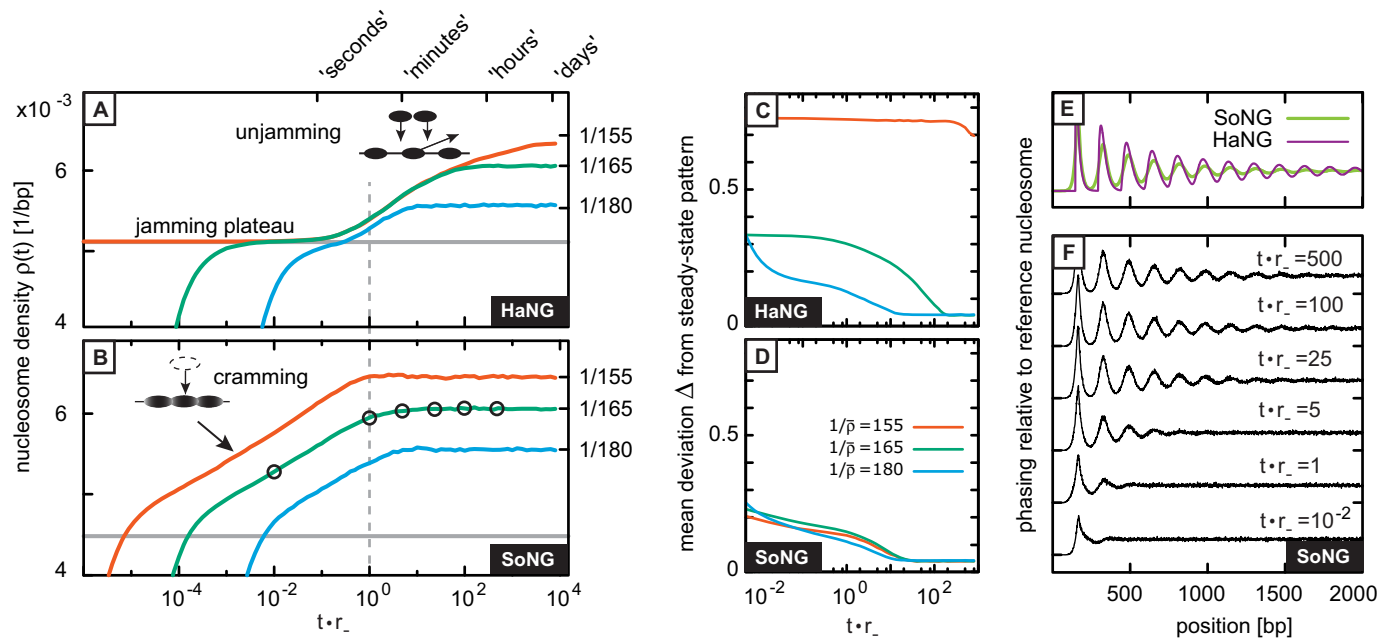 'seconds'
'minutes'
'hours'
'days'
x10⁻³
nucleosome density ρ(t) [1/bp]
A
unjamming
jamming plateau
6
4
1/155
1/165
1/180
HaNG
B
cramming
6
4
1/155
1/165
1/180
SoNG
10⁻⁴
10⁻²
10⁰
10²
10⁴
t•r₋
mean deviation Δ from steady-state pattern
C
0.5
0
HaNG
D
0.5
0
1/ρ̄ =155
1/ρ̄ =165
1/ρ̄ =180
SoNG
10⁻²
10⁰
10²
t•r₋
phasing relative to reference nucleosome
E
SoNG
HaNG
F
t•r₋=500
t•r₋=100
t•r₋=25
t•r₋=5
t•r₋=1
t•r₋=10⁻²
SoNG
500
1000
1500
2000
position [bp]